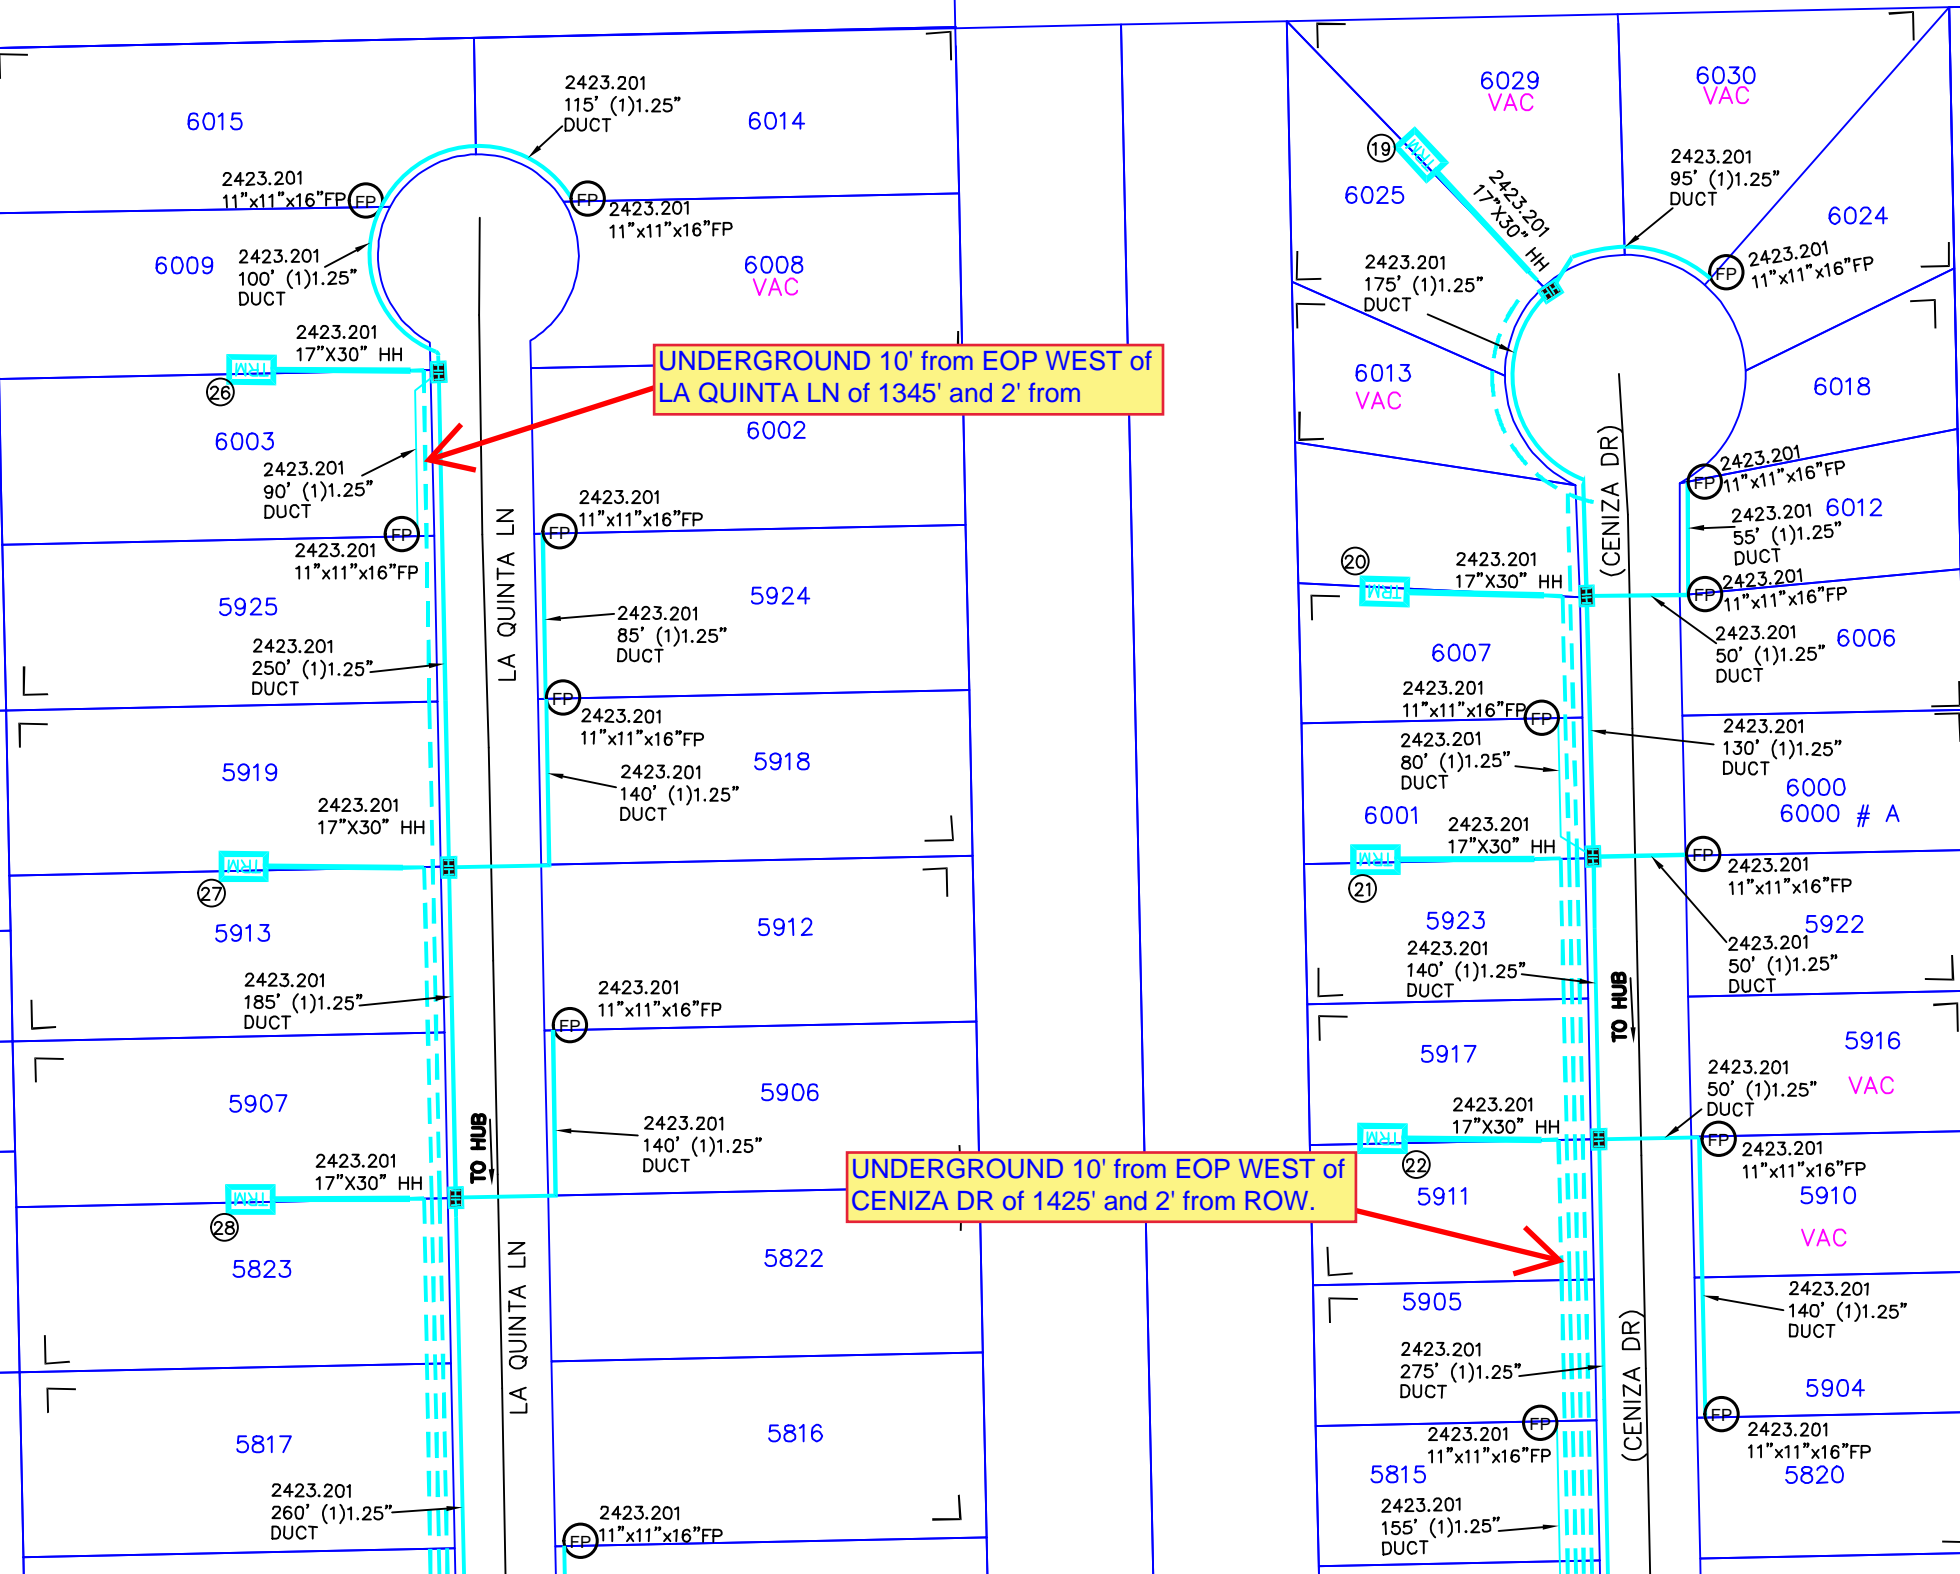 6015
2423.201
115' (1)1.25"
DUCT
6014
2423.201
11"x11"x16"FP
FP
FP
2423.201
11"x11"x16"FP
6009
2423.201
100' (1)1.25"
DUCT
6008
VAC
2423.201
17"X30" HH
TRM
26
UNDERGROUND 10' from EOP WEST of
LA QUINTA LN of 1345' and 2' from
6003
6002
2423.201
90' (1)1.25"
DUCT
FP
2423.201
11"x11"x16"FP
2423.201
11"x11"x16"FP
FP
LA QUINTA LN
5925
5924
2423.201
85' (1)1.25"
DUCT
2423.201
250' (1)1.25"
DUCT
FP
2423.201
11"x11"x16"FP
5919
5918
2423.201
140' (1)1.25"
DUCT
2423.201
17"X30" HH
TRM
27
5913
5912
2423.201
185' (1)1.25"
DUCT
2423.201
11"x11"x16"FP
FP
5907
5906
TO HUB
2423.201
140' (1)1.25"
DUCT
2423.201
17"X30" HH
TRM
28
5823
5822
LA QUINTA LN
5817
5816
2423.201
260' (1)1.25"
DUCT
2423.201
11"x11"x16"FP
FP
6029
VAC
6030
VAC
19
TRM
2423.201
17"X30" HH
6025
2423.201
95' (1)1.25"
DUCT
6024
2423.201
11"x11"x16"FP
FP
2423.201
175' (1)1.25"
DUCT
6013
VAC
6018
(CENIZA DR)
2423.201
11"x11"x16"FP
FP
6012
2423.201
55' (1)1.25"
DUCT
20
TRM
2423.201
17"X30" HH
FP
2423.201
11"x11"x16"FP
6007
2423.201
50' (1)1.25"
DUCT
6006
2423.201
11"x11"x16"FP
FP
2423.201
80' (1)1.25"
DUCT
2423.201
130' (1)1.25"
DUCT
6000
6000 # A
6001
2423.201
17"X30" HH
TRM
21
FP
2423.201
11"x11"x16"FP
5923
5922
2423.201
140' (1)1.25"
DUCT
2423.201
50' (1)1.25"
DUCT
TO HUB
5917
5916
VAC
2423.201
50' (1)1.25"
DUCT
2423.201
17"X30" HH
TRM
22
FP
2423.201
11"x11"x16"FP
UNDERGROUND 10' from EOP WEST of
CENIZA DR of 1425' and 2' from ROW.
5911
5910
VAC
5905
2423.201
140' (1)1.25"
DUCT
(CENIZA DR)
2423.201
275' (1)1.25"
DUCT
5904
FP
2423.201
11"x11"x16"FP
FP
2423.201
11"x11"x16"FP
5815
5820
2423.201
155' (1)1.25"
DUCT